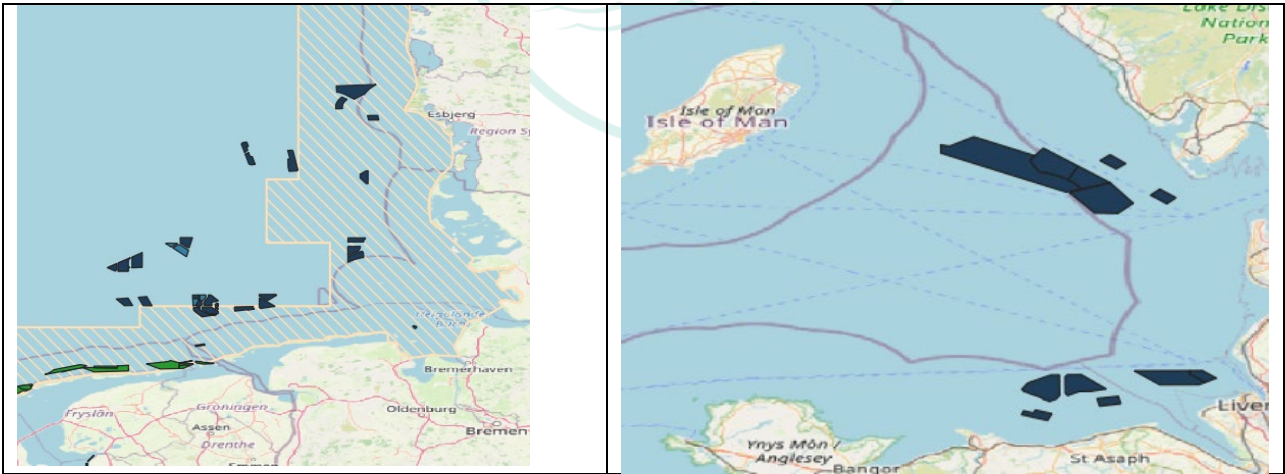 Esbjerg
Region S
Helgoländer
Bucht
Bremerhaven
Oldenburg
Bremen
Fryslân
Groningen
Assen
Drenthe
Lake Dis
Nation
Park
Isle of Man
Isle of Man
Liver
Ynys Môn /
Anglesey
Bangor
St Asaph